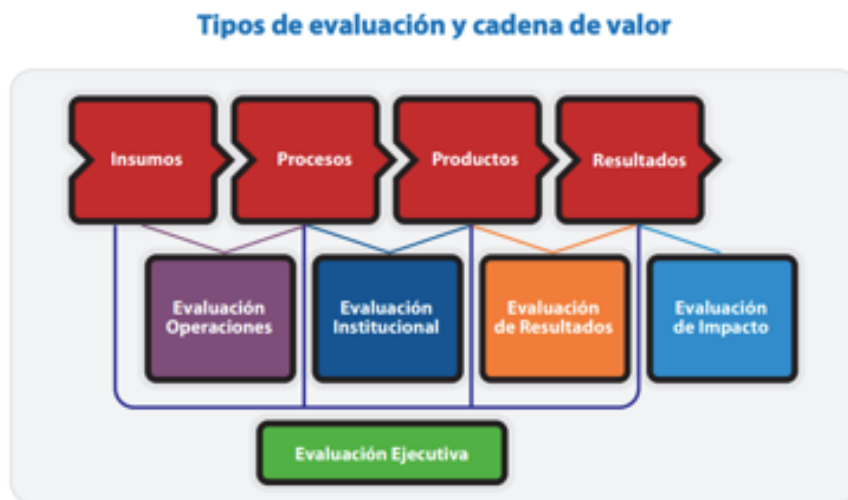 Tipos de evaluación y cadena de valor
Insumos
Procesos
Productos
Resultados
Evaluación
Operaciones
Evaluación
Institucional
Evaluación
de Resultados
Evaluación
de Impacto
Evaluación Ejecutiva